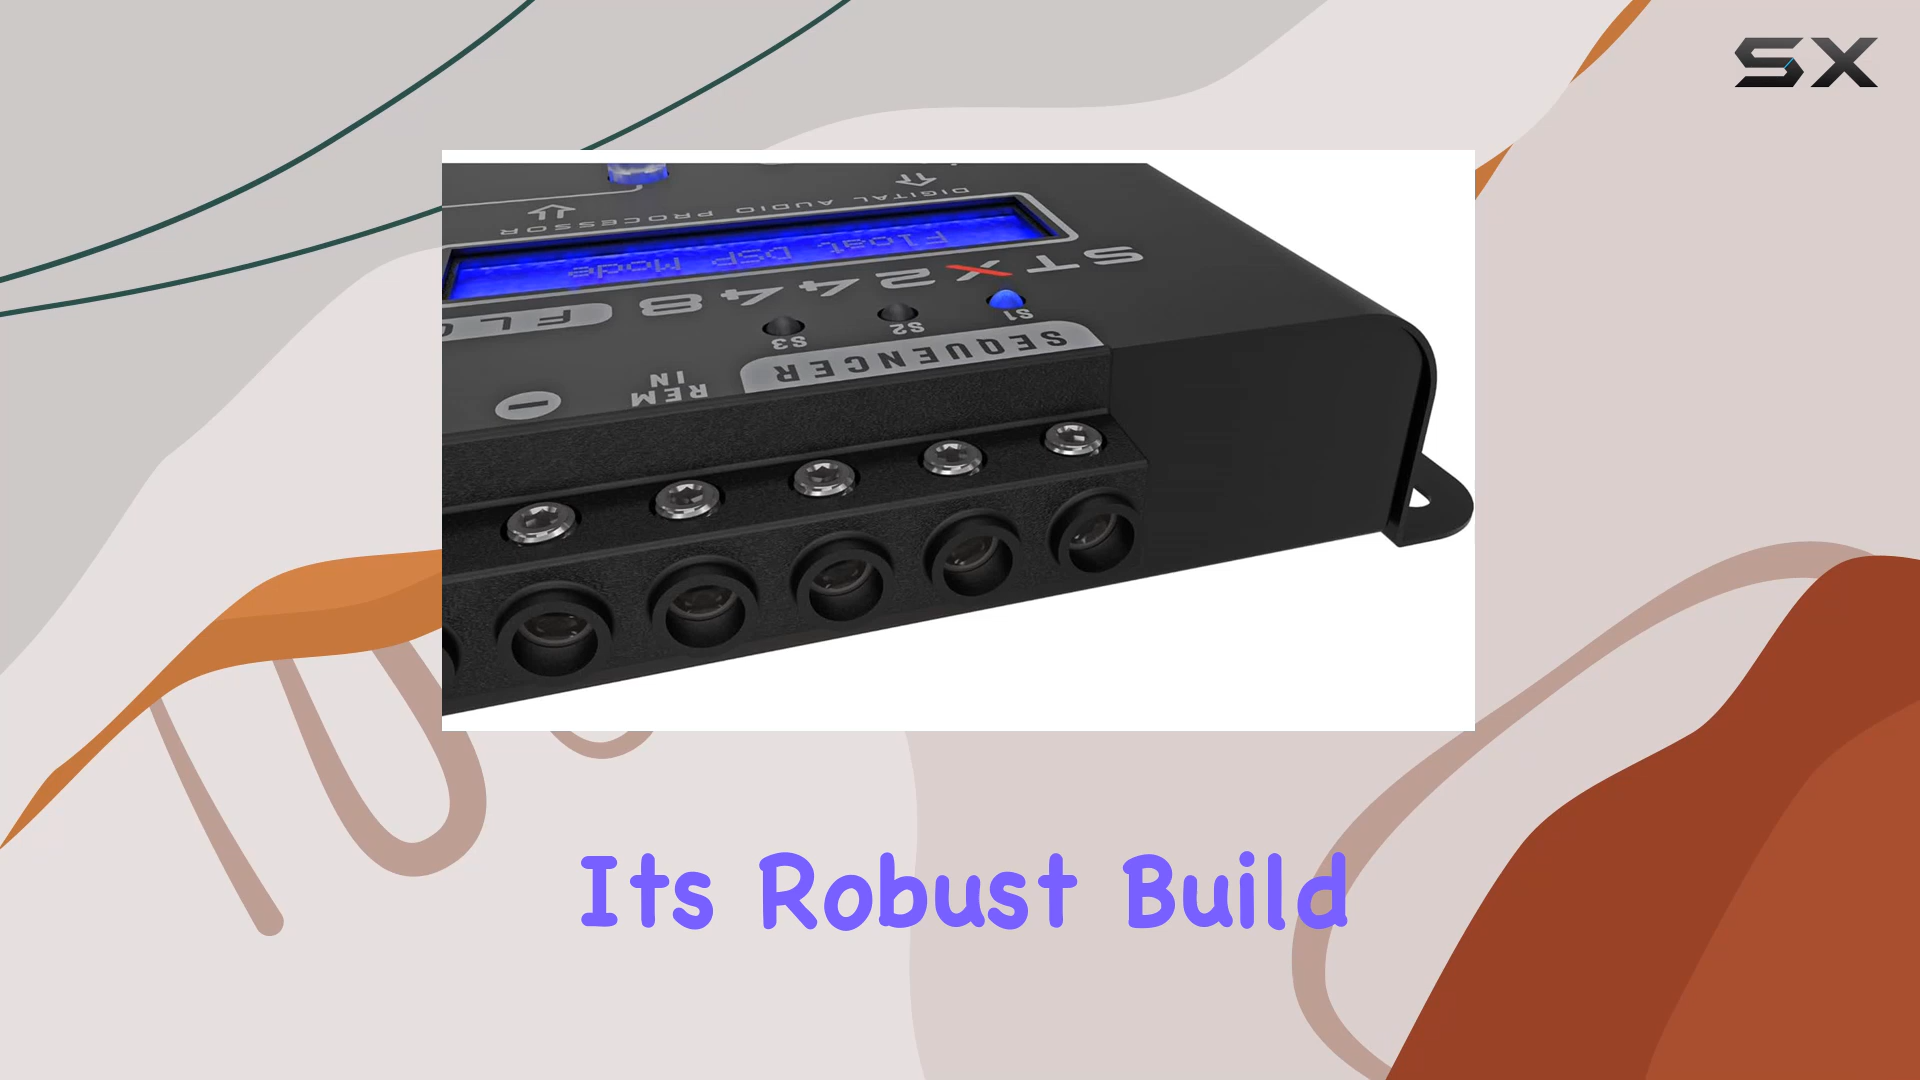 SX
DIGITAL AUDIO PROCESSOR
Float DSP Mode
STX2448
S1 S2 S3
SEQUENCER
REM
IN
Its Robust Build